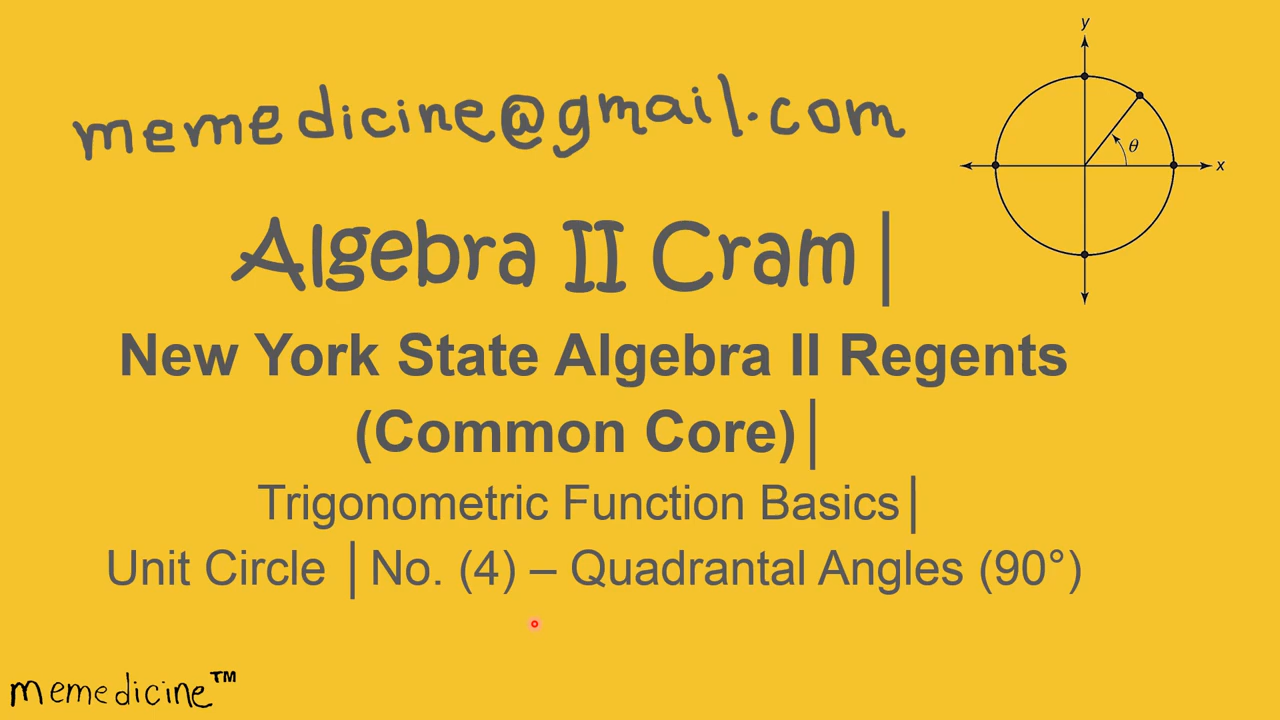 y
memedicine@gmail.com
θ
x
Algebra II Cram|
New York State Algebra II Regents
(Common Core)|
Trigonometric Function Basics|
Unit Circle |No. (4) – Quadrantal Angles (90°)
memedicine™